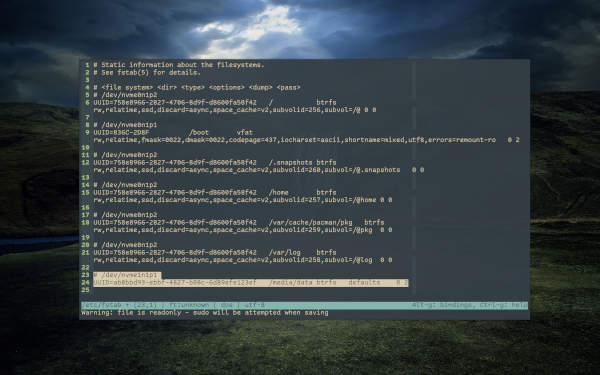 1 # Static information about the filesystems.
2 # See fstab(5) for details.
3
4 # <file system> <dir> <type> <options> <dump> <pass>
5 # /dev/nvme0n1p2
6 UUID=758e8966-2827-4706-8d9f-d8600fa58f42 / btrfs
rw,relatime,ssd,discard=async,space_cache=v2,subvolid=256,subvol=/@ 0 0
7
8 # /dev/nvme0n1p1
9 UUID=836C-2D8F /boot vfat
rw,relatime,fmask=0022,dmask=0022,codepage=437,iocharset=ascii,shortname=mixed,utf8,errors=remount-ro 0 2
10
11 # /dev/nvme0n1p2
12 UUID=758e8966-2827-4706-8d9f-d8600fa58f42 /.snapshots btrfs
rw,relatime,ssd,discard=async,space_cache=v2,subvolid=260,subvol=/@.snapshots 0 0
13
14 # /dev/nvme0n1p2
15 UUID=758e8966-2827-4706-8d9f-d8600fa58f42 /home btrfs
rw,relatime,ssd,discard=async,space_cache=v2,subvolid=257,subvol=/@home 0 0
16
17 # /dev/nvme0n1p2
18 UUID=758e8966-2827-4706-8d9f-d8600fa58f42 /var/cache/pacman/pkg btrfs
rw,relatime,ssd,discard=async,space_cache=v2,subvolid=259,subvol=/@pkg 0 0
19
20 # /dev/nvme0n1p2
21 UUID=758e8966-2827-4706-8d9f-d8600fa58f42 /var/log btrfs
rw,relatime,ssd,discard=async,space_cache=v2,subvolid=258,subvol=/@log 0 0
22
23 # /dev/nvme1n1p1
24 /media/data btrfs defaults 0 2
25
/etc/fstab + (23,1) | ft:unknown | dos | utf-8 Alt-g: bindings, Ctrl-g: help
Warning: file is readonly - sudo will be attempted when saving